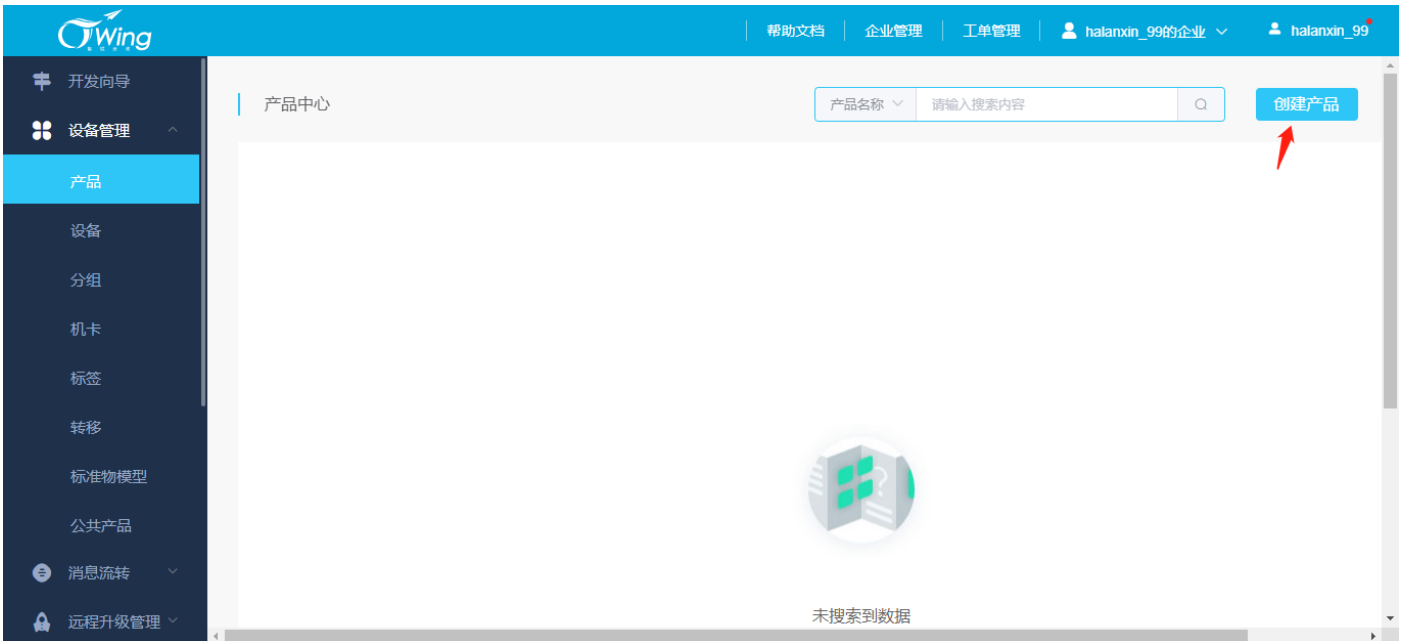 CTWing
帮助文档
企业管理
工单管理
halanxin_99的企业
halanxin_99
开发向导
设备管理
产品
设备
分组
机卡
标签
转移
标准物模型
公共产品
消息流转
远程升级管理
产品中心
产品名称
请输入搜索内容
创建产品
?
未搜索到数据